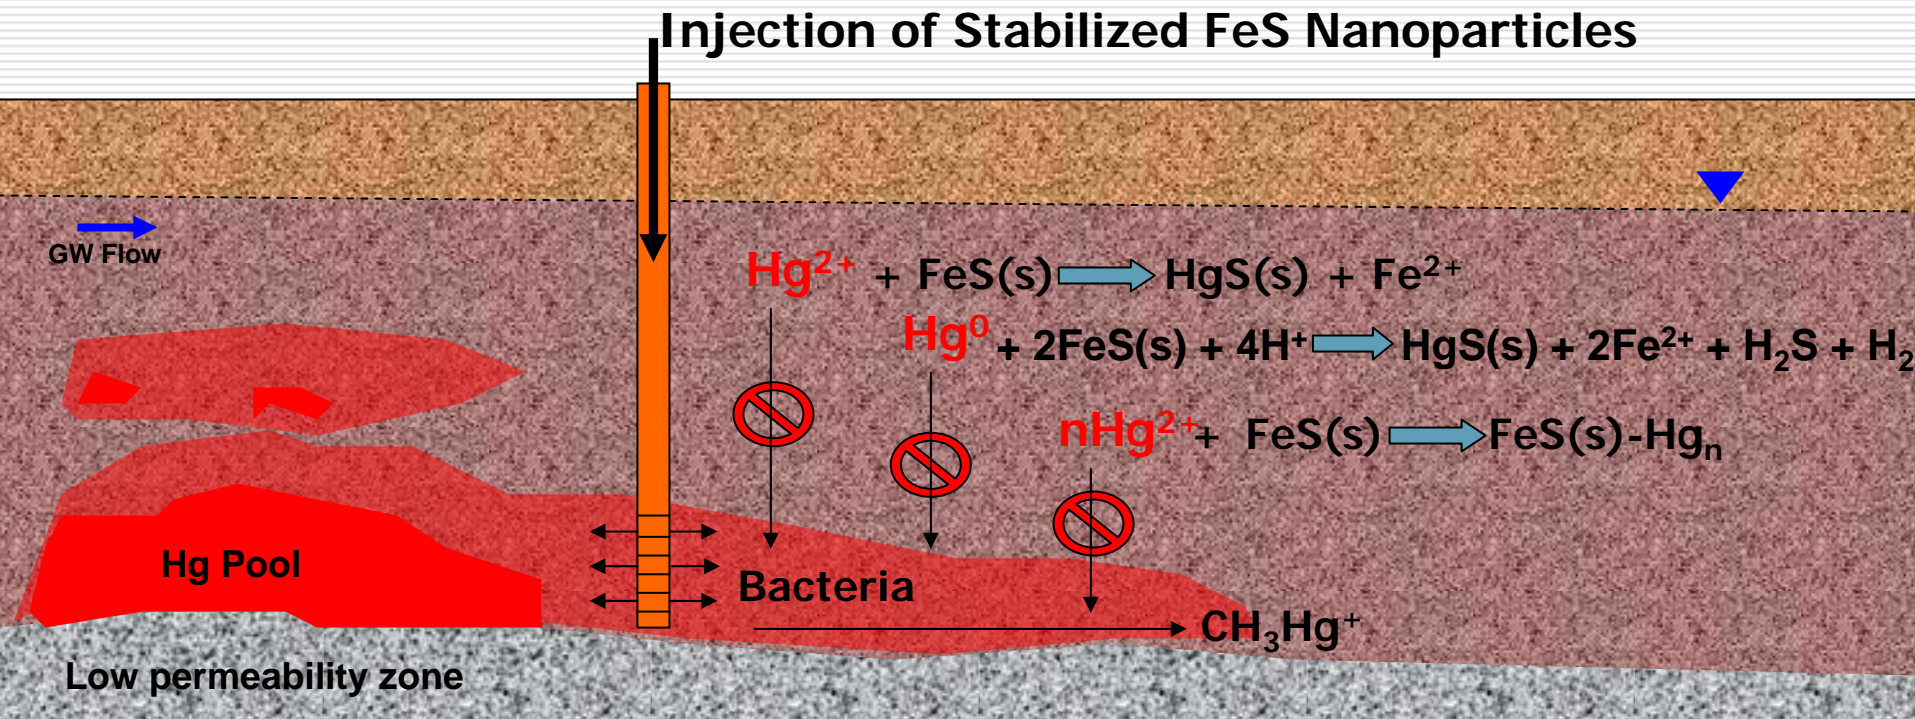 Injection of Stabilized FeS Nanoparticles
GW Flow
Hg²⁺ + FeS(s) HgS(s) + Fe²⁺
Hg⁰ + 2FeS(s) + 4H⁺ HgS(s) + 2Fe²⁺ + H₂S + H₂
nHg²⁺ + FeS(s) FeS(s)-Hgₙ
Hg Pool
Bacteria
CH₃Hg⁺
Low permeability zone